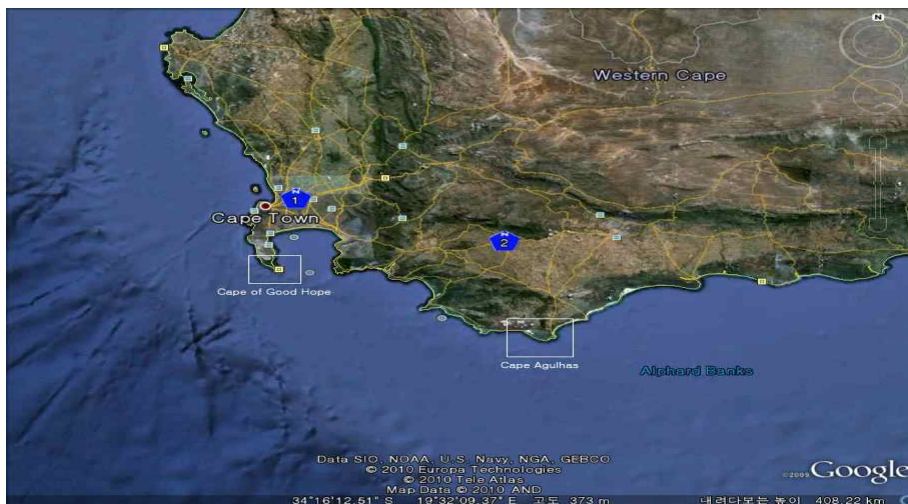 N
Western Cape
N
1
Cape Town
N
2
Cape of Good Hope
Cape Agulhas
Alphard Banks
Data SIO, NOAA, U.S. Navy, NGA, GEBCO
© 2010 Europa Technologies
© 2010 Tele Atlas
Map Data © 2010 AND
©2009 Google
34°16'12.51" S 19°32'09.37" E 고도 373 m 내려다보는 높이 408.22 km